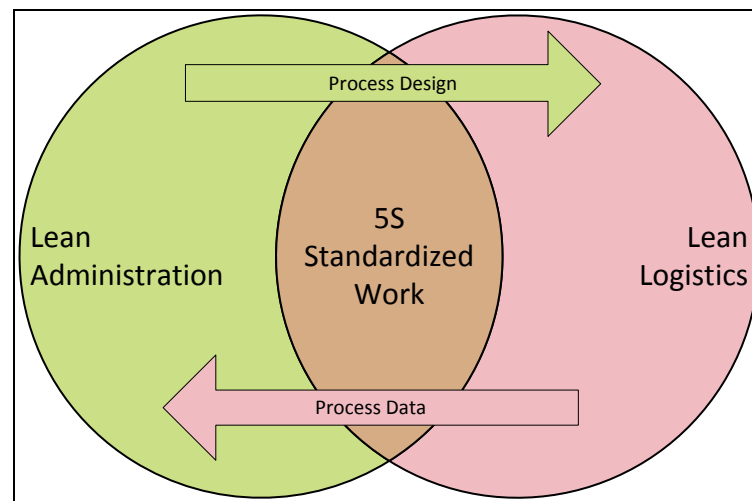 Process Design
Lean
Administration
5S
Standardized
Work
Lean
Logistics
Process Data